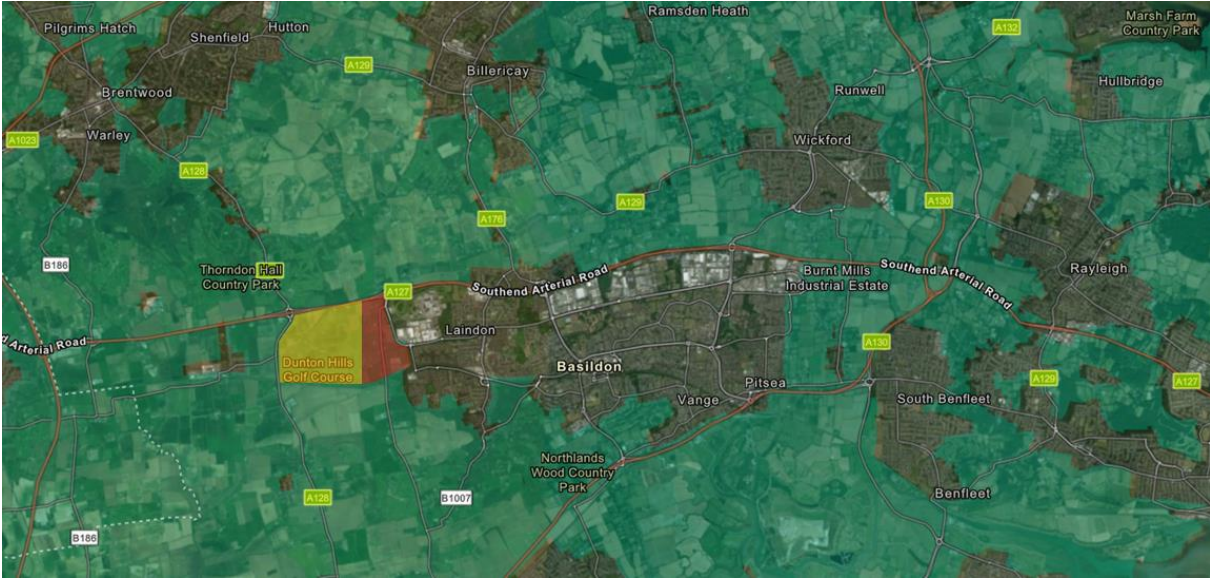 Ramsden Heath
Marsh Farm
Country Park
Pilgrims Hatch
Hutton
Shenfield
A132
A129
Billericay
Hullbridge
Brentwood
Runwell
Warley
A1023
Wickford
A128
A129
A130
A176
B186
Thorndon Hall
Country Park
Southend Arterial Road
Burnt Mills
Industrial Estate
Southend Arterial Road
Rayleigh
A127
Laindon
d Arterial Road
A130
Dunton Hills
Golf Course
Basildon
Pitsea
A129
A127
Vange
South Benfleet
Northlands
Wood Country
Park
A128
B1007
Benfleet
B186